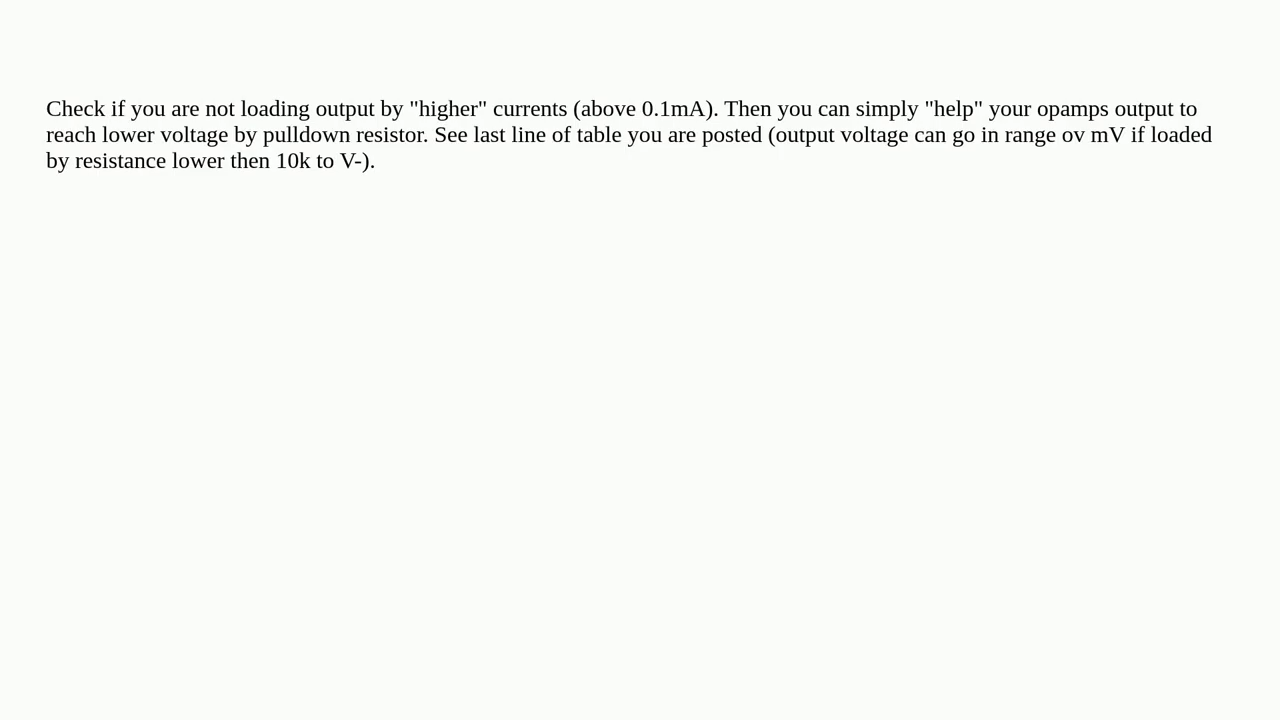 Check if you are not loading output by "higher" currents (above 0.1mA). Then you can simply "help" your opamps output to
reach lower voltage by pulldown resistor. See last line of table you are posted (output voltage can go in range ov mV if loaded
by resistance lower then 10k to V-).